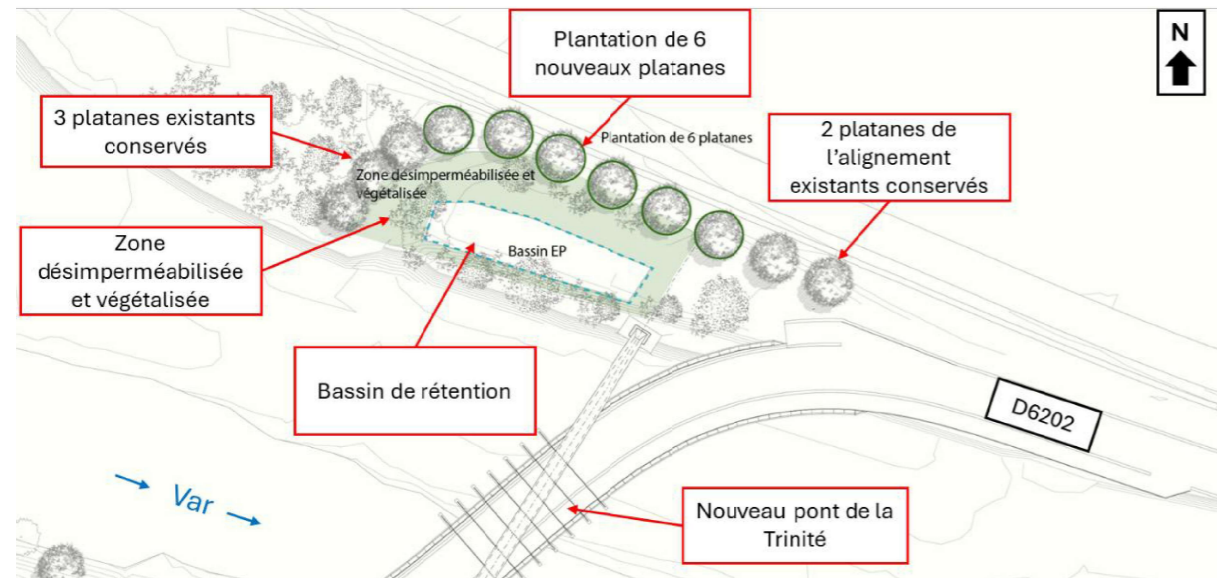 Plantation de 6
nouveaux platanes
N
3 platanes existants
conservés
Plantation de 6 platanes
2 platanes de
l'alignement
existants conservés
Zone désimperméabilisée et
végétalisée
Zone
désimperméabilisée
et végétalisée
Bassin EP
Bassin de rétention
D6202
Var
Nouveau pont de la
Trinité